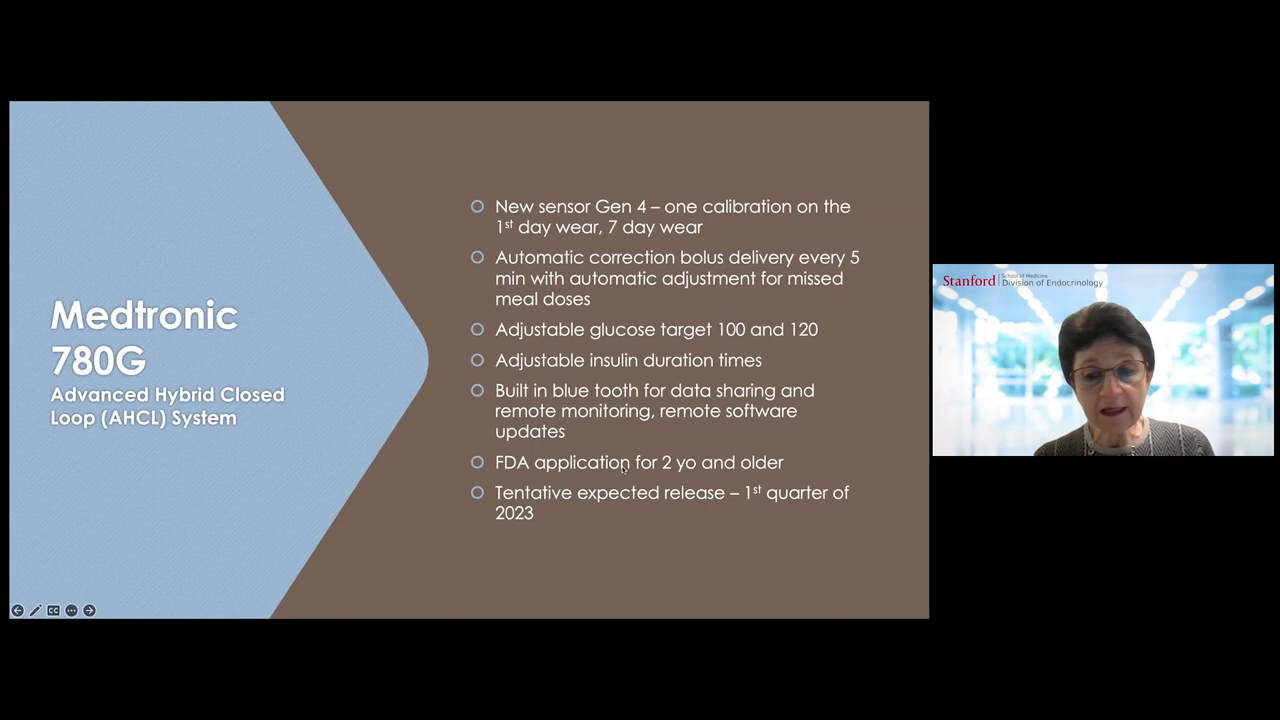 Medtronic
780G
Advanced Hybrid Closed
Loop (AHCL) System
New sensor Gen 4 – one calibration on the
1st day wear, 7 day wear
Automatic correction bolus delivery every 5
min with automatic adjustment for missed
meal doses
Adjustable glucose target 100 and 120
Adjustable insulin duration times
Built in blue tooth for data sharing and
remote monitoring, remote software
updates
FDA application for 2 yo and older
Tentative expected release – 1st quarter of
2023
CC
Stanford
School of Medicine
Division of Endocrinology